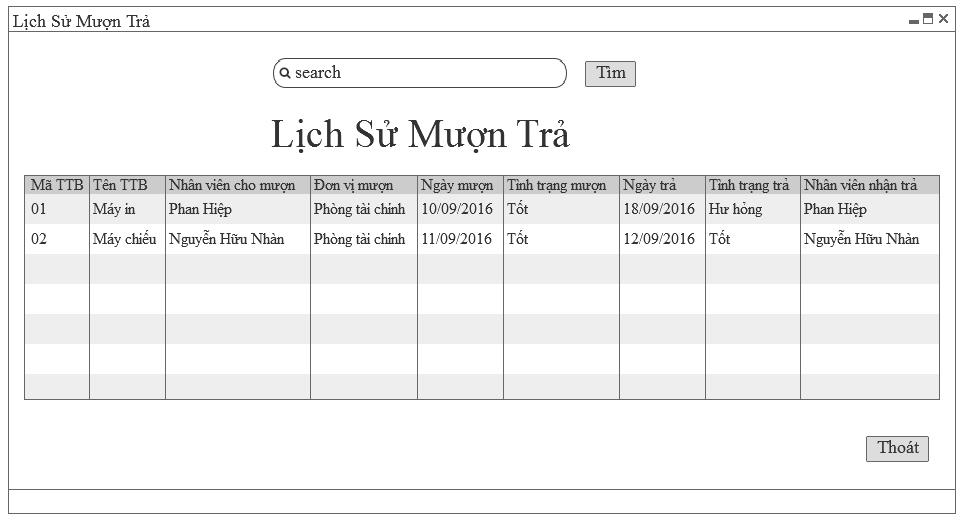 Lịch Sử Mượn Trả
search Tìm
Lịch Sử Mượn Trả
Mã TTB Tên TTB Nhân viên cho mượn Đơn vị mượn Ngày mượn Tình trạng mượn Ngày trả Tình trạng trả Nhân viên nhận trả
01 Máy in Phan Hiệp Phòng tài chính 10/09/2016 Tốt 18/09/2016 Hư hỏng Phan Hiệp
02 Máy chiếu Nguyễn Hữu Nhàn Phòng tài chính 11/09/2016 Tốt 12/09/2016 Tốt Nguyễn Hữu Nhàn
Thoát